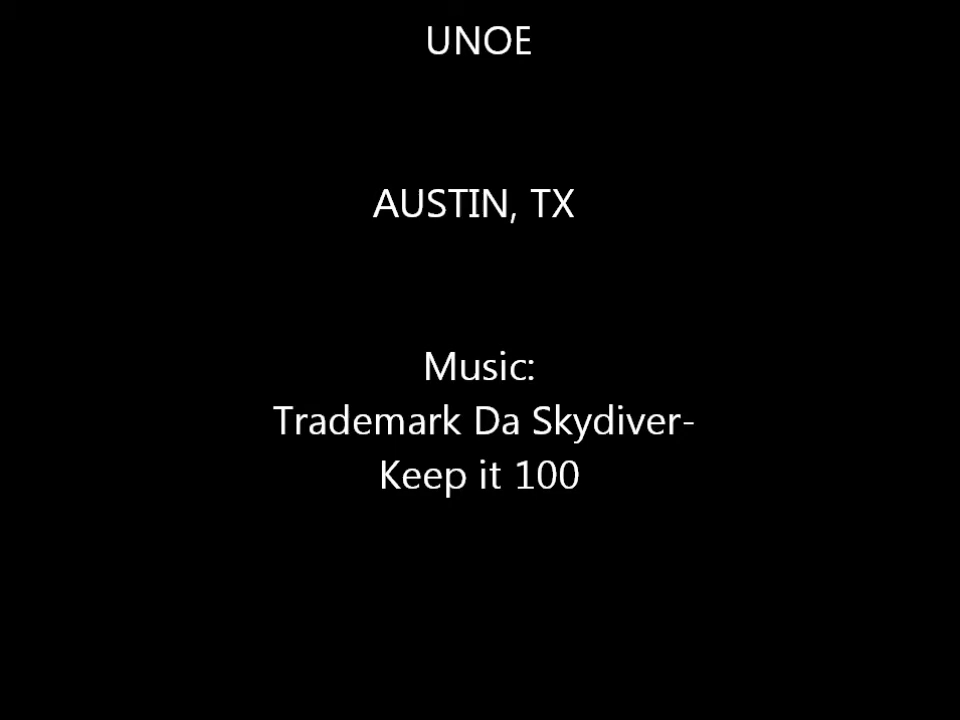 UNOE
AUSTIN, TX
Music:
Trademark Da Skydiver-
Keep it 100